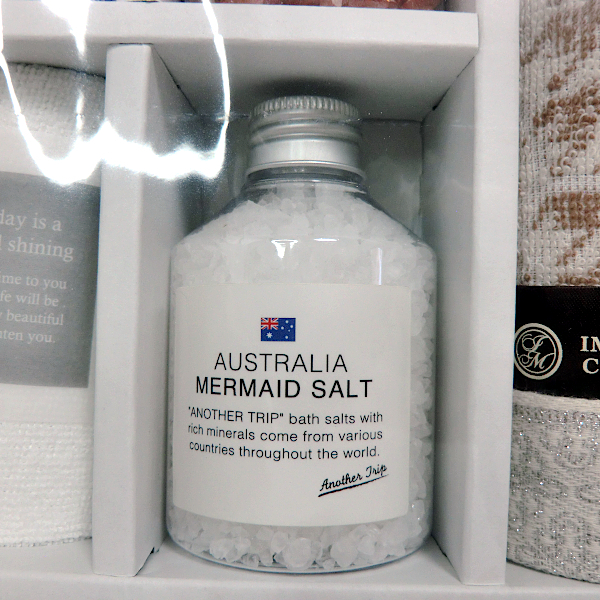 day is a
shining
me to you
fe will be
beautiful
ten you.
AUSTRALIA
MERMAID SALT
"ANOTHER TRIP" bath salts with
rich minerals come from various
countries throughout the world.
Another Trip
IM